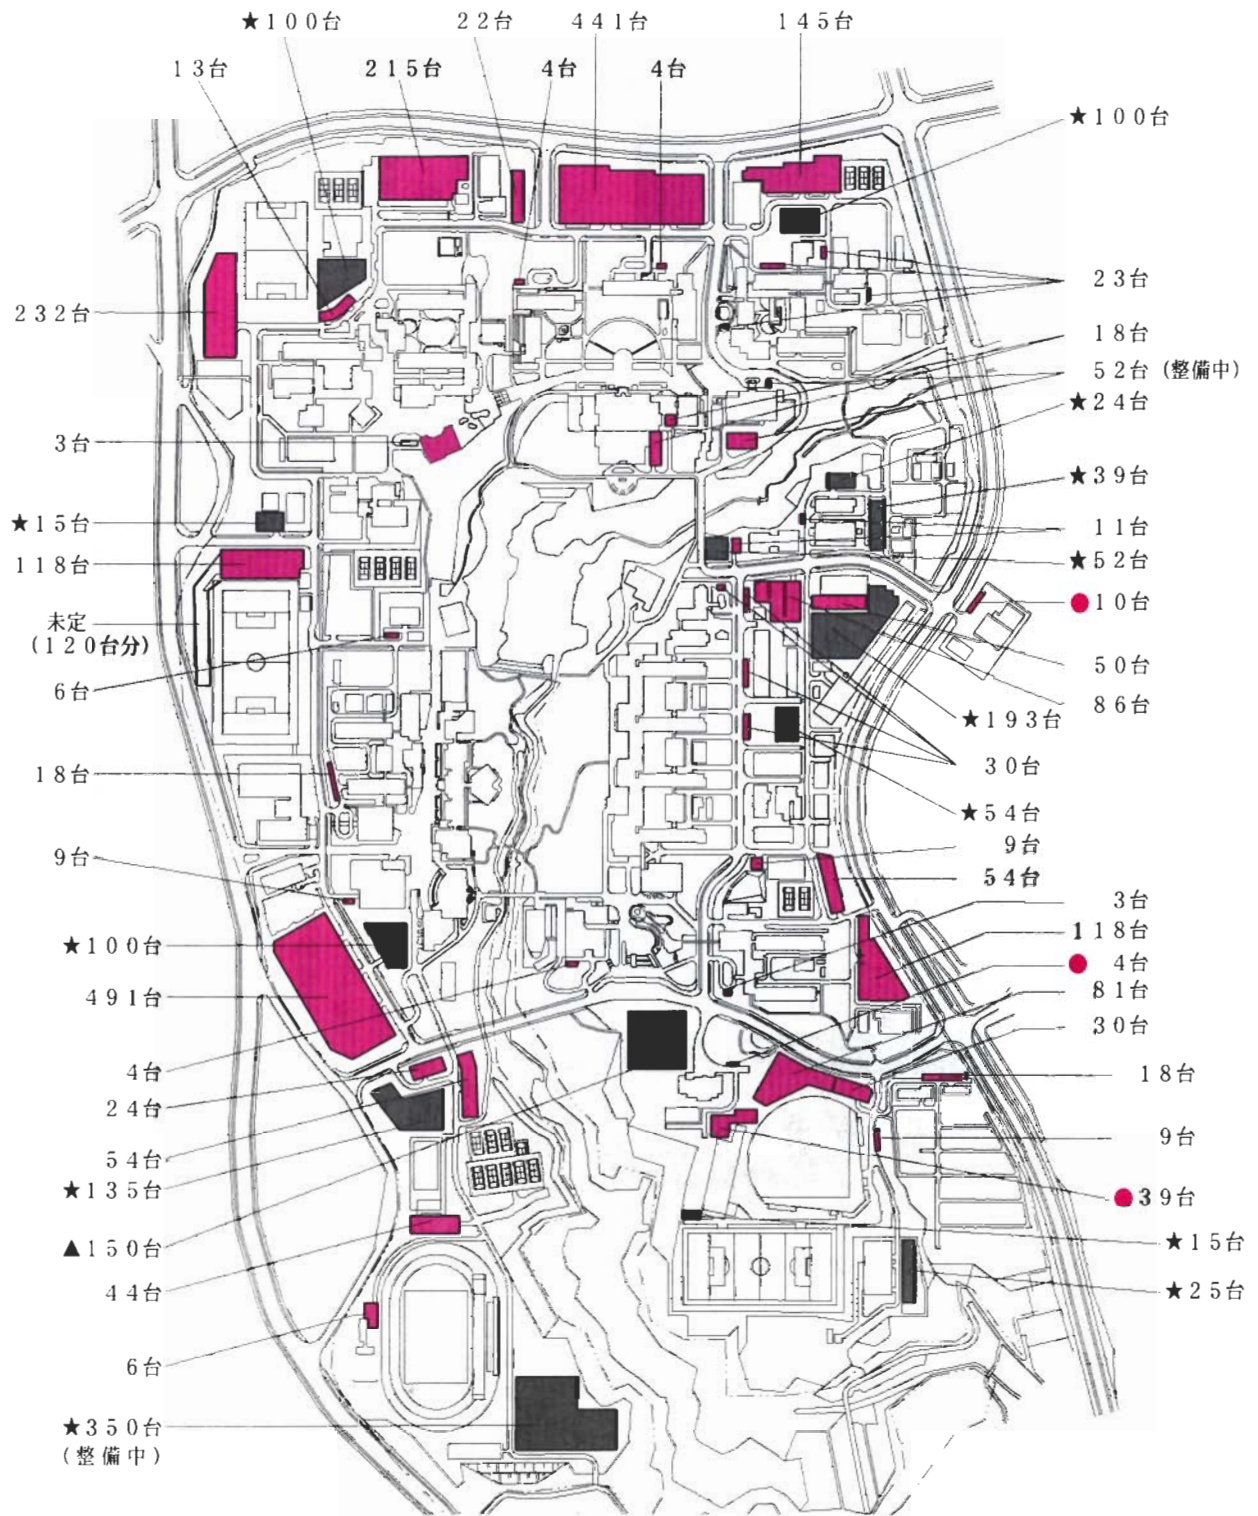 ★100台
22台
441台
145台
13台
215台
4台
4台
★100台
232台
23台
18台
52台(整備中)
★24台
3台
★39台
★15台
11台
118台
★52台
●10台
未定
(120台分)
50台
6台
86台
★193台
30台
18台
★54台
9台
9台
54台
3台
118台
★100台
●4台
491台
81台
30台
4台
18台
24台
9台
54台
★135台
●39台
▲150台
★15台
44台
★25台
6台
★350台
(整備中)